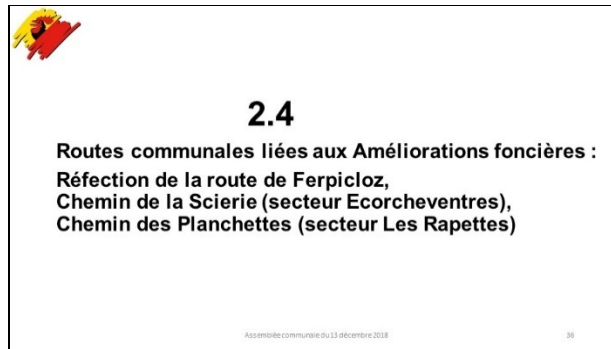 2.4
Routes communales liées aux Améliorations foncières :
Réfection de la route de Ferpicloz,
Chemin de la Scierie (secteur Ecorcheventres),
Chemin des Planchettes (secteur Les Rapettes)
Assemblée communale du 13 décembre 2018
36